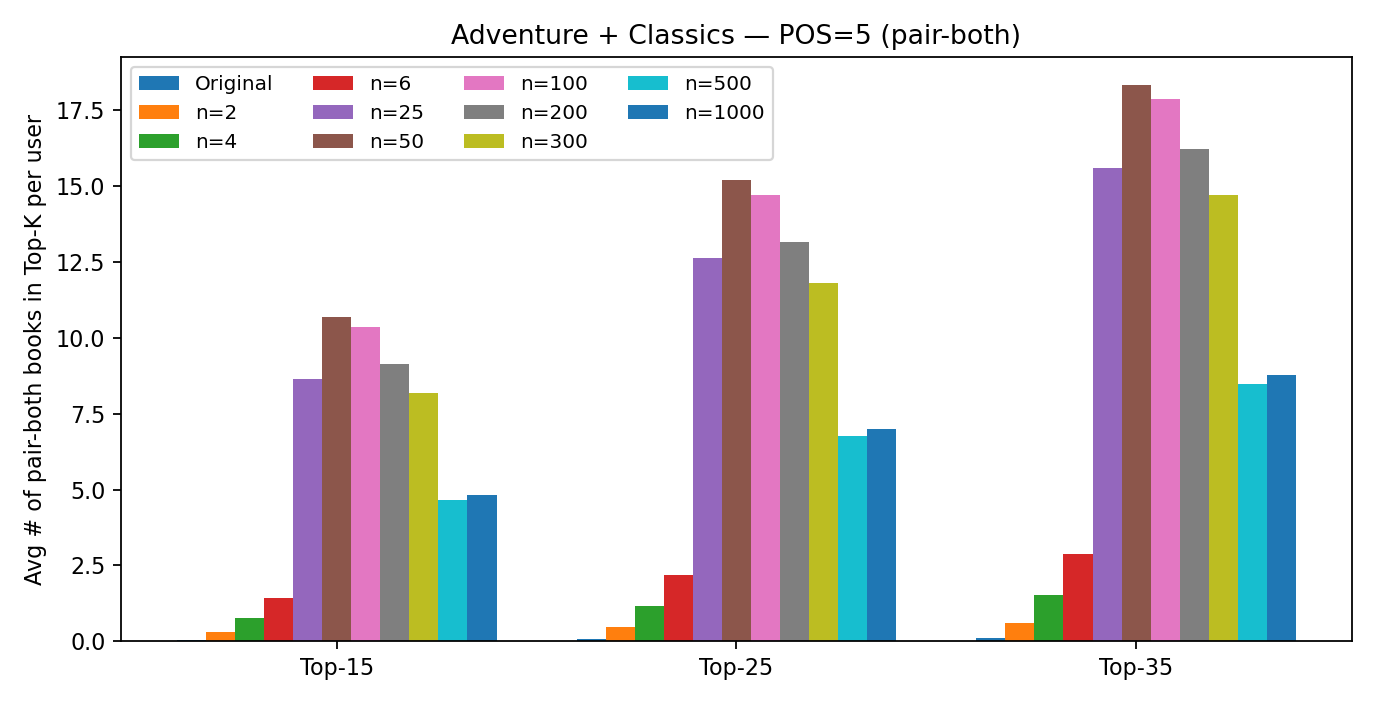 Adventure + Classics — POS=5 (pair-both)
Avg # of pair-both books in Top-K per user
17.5
15.0
12.5
10.0
7.5
5.0
2.5
0.0
Original
n=2
n=4
n=6
n=25
n=50
n=100
n=200
n=300
n=500
n=1000
Top-15
Top-25
Top-35